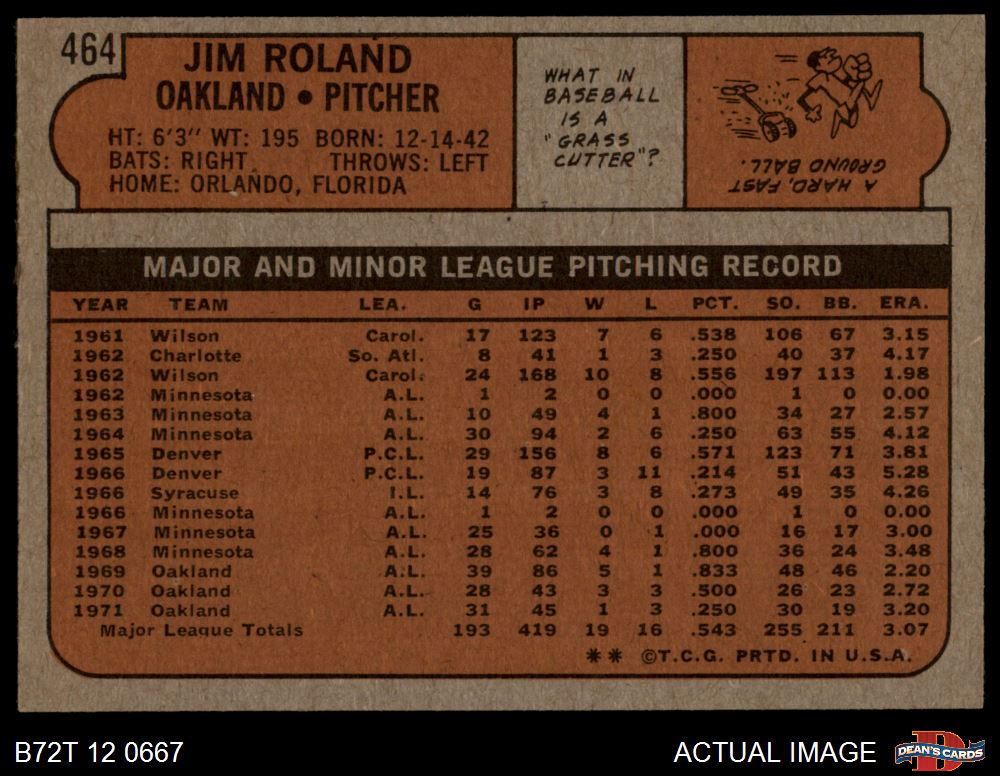 464
JIM ROLAND
OAKLAND • PITCHER
HT: 6'3" WT: 195 BORN: 12-14-42
BATS: RIGHT THROWS: LEFT
HOME: ORLANDO, FLORIDA
WHAT IN
BASEBALL
IS A
"GRASS
CUTTER"?
A HARD, FAST
GROUND BALL.
MAJOR AND MINOR LEAGUE PITCHING RECORD
YEAR TEAM LEA. G IP W L PCT. SO. BB. ERA.
1961 Wilson Carol. 17 123 7 6 .538 106 67 3.15
1962 Charlotte So. Atl. 8 41 1 3 .250 40 37 4.17
1962 Wilson Carol. 24 168 10 8 .556 197 113 1.98
1962 Minnesota A.L. 1 2 0 0 .000 1 0 0.00
1963 Minnesota A.L. 10 49 4 1 .800 34 27 2.57
1964 Minnesota A.L. 30 94 2 6 .250 63 55 4.12
1965 Denver P.C.L. 29 156 8 6 .571 123 71 3.81
1966 Denver P.C.L. 19 87 3 11 .214 51 43 5.28
1966 Syracuse I.L. 14 76 3 8 .273 49 35 4.26
1966 Minnesota A.L. 1 2 0 0 .000 1 0 0.00
1967 Minnesota A.L. 25 36 0 1 .000 16 17 3.00
1968 Minnesota A.L. 28 62 4 1 .800 36 24 3.48
1969 Oakland A.L. 39 86 5 1 .833 48 46 2.20
1970 Oakland A.L. 28 43 3 3 .500 26 23 2.72
1971 Oakland A.L. 31 45 1 3 .250 30 19 3.20
Major League Totals 193 419 19 16 .543 255 211 3.07
** ©T.C.G. PRTD. IN U.S.A.
B72T 12 0667
ACTUAL IMAGE
D
DEAN'S CARDS